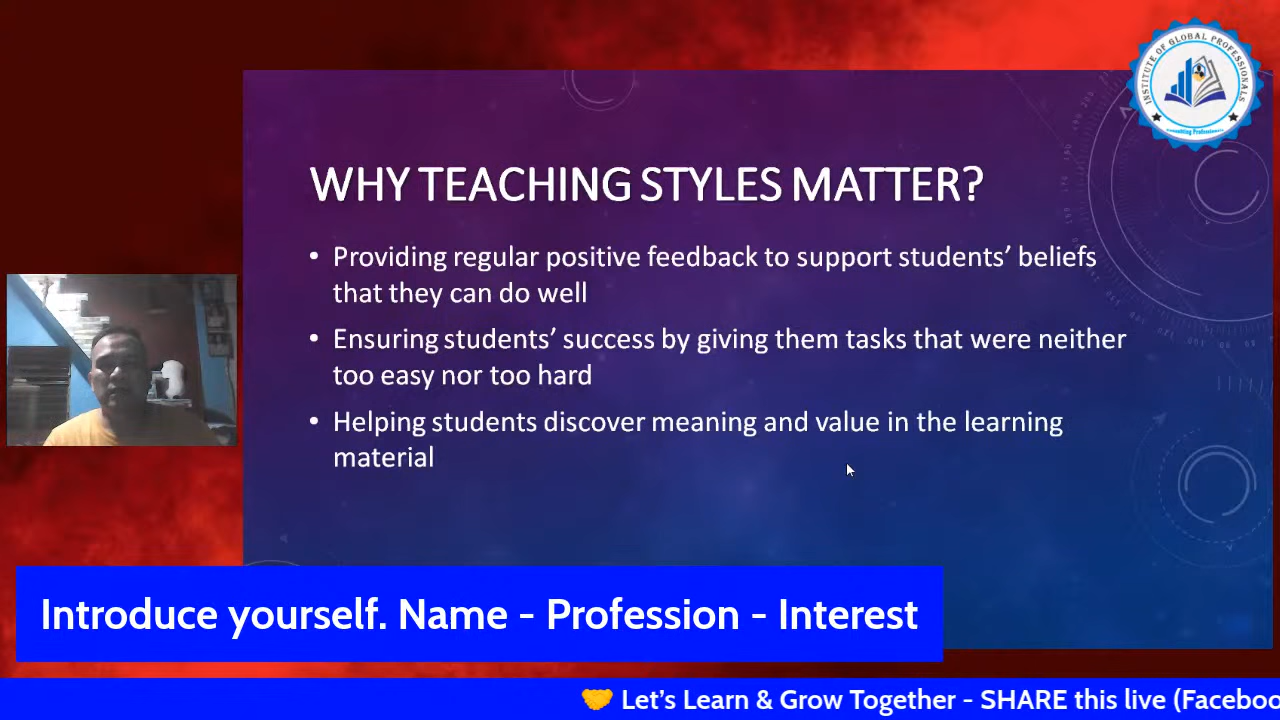 INSTITUTE OF GLOBAL PROFESSIONALS
WHY TEACHING STYLES MATTER?
• Providing regular positive feedback to support students’ beliefs
that they can do well
• Ensuring students’ success by giving them tasks that were neither
too easy nor too hard
• Helping students discover meaning and value in the learning
material
Introduce yourself. Name - Profession - Interest
🤝 Let’s Learn & Grow Together - SHARE this live (Faceboo